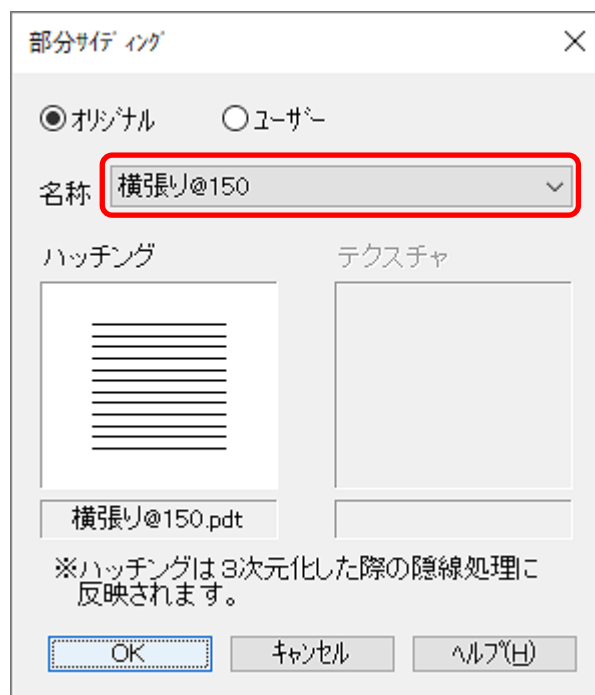 部分ｻｲﾃﾞｨﾝｸﾞ
ｵﾘｼﾞﾅﾙ ﾕｰｻﾞｰ
名称 横張り@150
ハッチング テクスチャ
横張り@150.pdt
※ハッチングは3次元化した際の隠線処理に
反映されます。
OK ｷｬﾝｾﾙ ﾍﾙﾌﾟ(H)